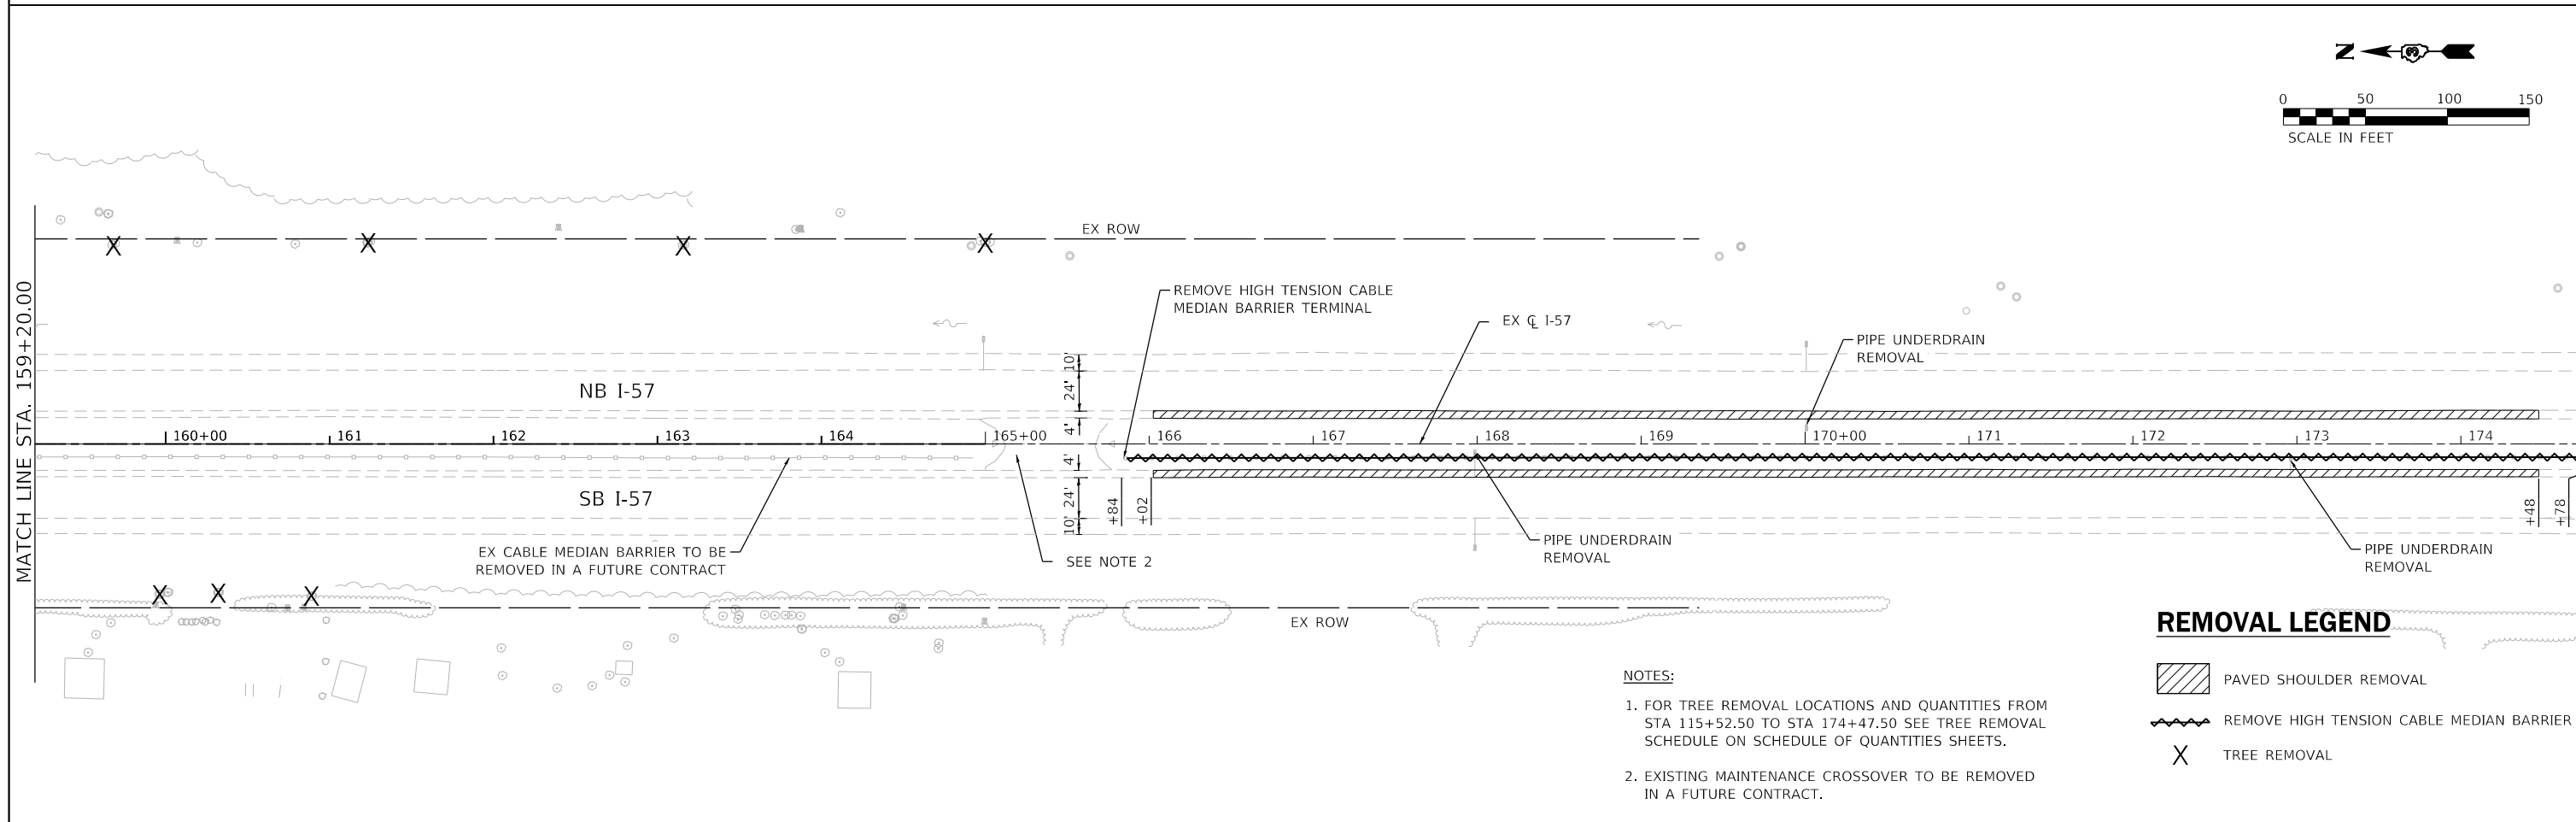 N
0 50 100 150
SCALE IN FEET
EX ROW
REMOVE HIGH TENSION CABLE
MEDIAN BARRIER TERMINAL
EX ℄ I-57
PIPE UNDERDRAIN
REMOVAL
MATCH LINE STA. 159+20.00
10'
24'
4'
4'
24'
10'
NB I-57
160+00 161 162 163 164 165+00 166 167 168 169 170+00 171 172 173 174
SB I-57
+84
+02
+48
+78
EX CABLE MEDIAN BARRIER TO BE
REMOVED IN A FUTURE CONTRACT
SEE NOTE 2
PIPE UNDERDRAIN
REMOVAL
PIPE UNDERDRAIN
REMOVAL
EX ROW
NOTES:
1. FOR TREE REMOVAL LOCATIONS AND QUANTITIES FROM
STA 115+52.50 TO STA 174+47.50 SEE TREE REMOVAL
SCHEDULE ON SCHEDULE OF QUANTITIES SHEETS.
2. EXISTING MAINTENANCE CROSSOVER TO BE REMOVED
IN A FUTURE CONTRACT.
REMOVAL LEGEND
PAVED SHOULDER REMOVAL
REMOVE HIGH TENSION CABLE MEDIAN BARRIER
X TREE REMOVAL